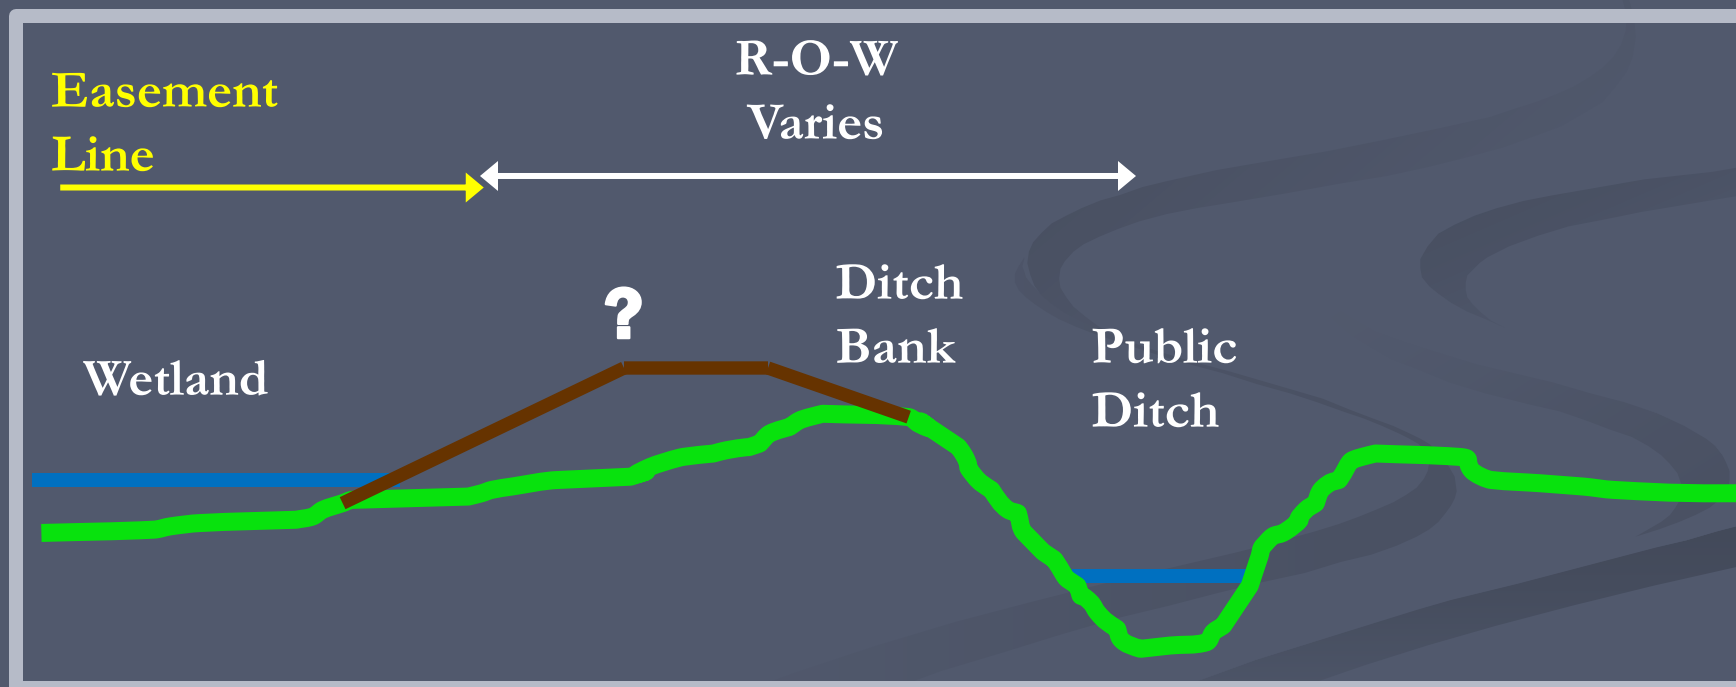 Easement
Line
R-O-W
Varies
?
Wetland
Ditch
Bank
Public
Ditch